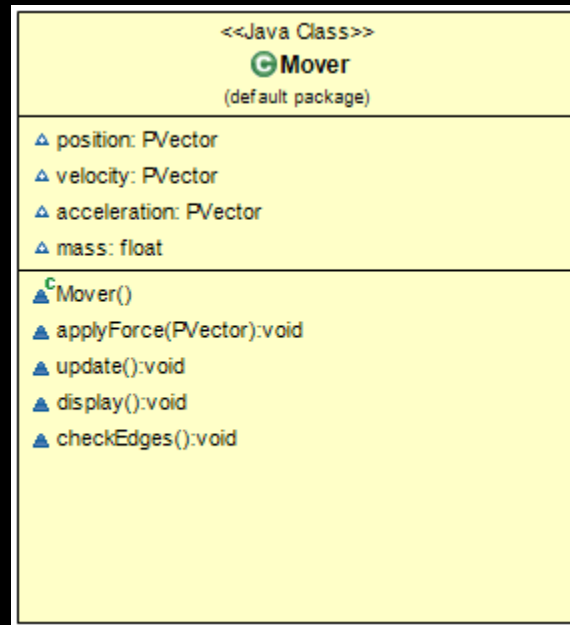 <<Java Class>>
C Mover
(default package)
position: PVector
velocity: PVector
acceleration: PVector
mass: float
C Mover()
applyForce(PVector):void
update():void
display():void
checkEdges():void